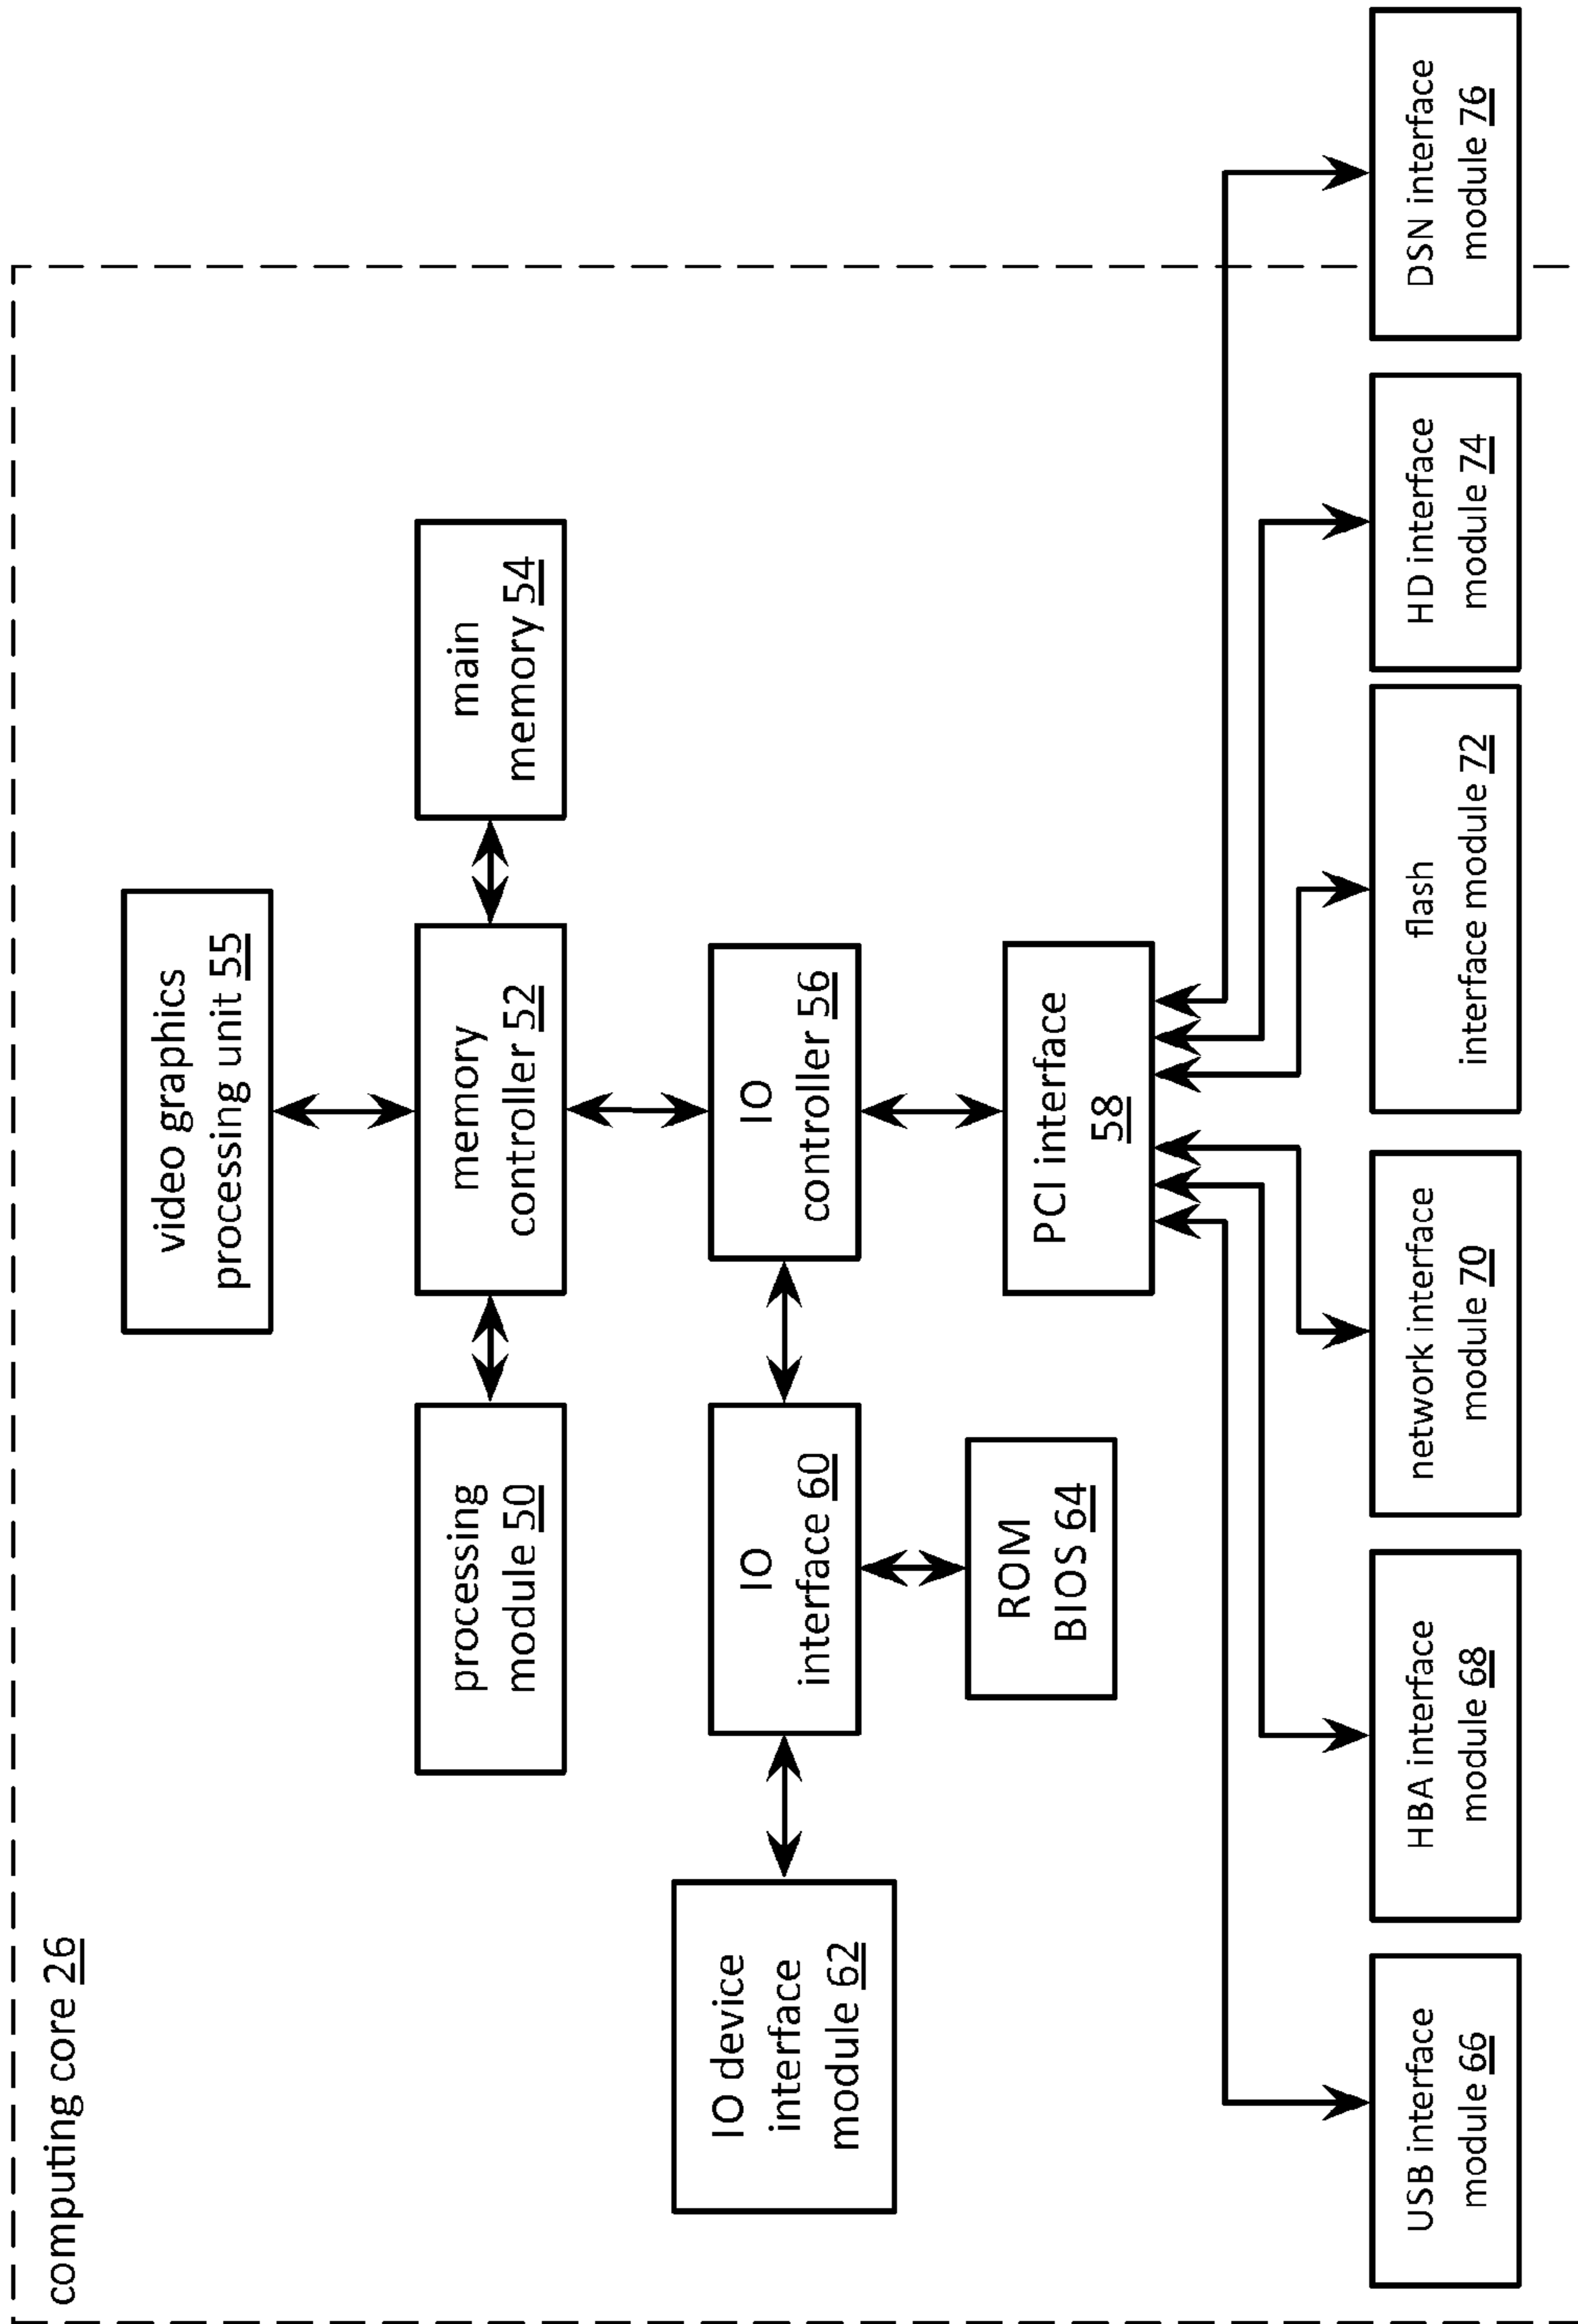 computing core 26
video graphics
processing unit 55
processing
module 50
memory
controller 52
main
memory 54
IO device
interface
module 62
IO
interface 60
IO
controller 56
ROM
BIOS 64
PCI interface
58
USB interface
module 66
HBA interface
module 68
network interface
module 70
flash
interface module 72
HD interface
module 74
DSN interface
module 76